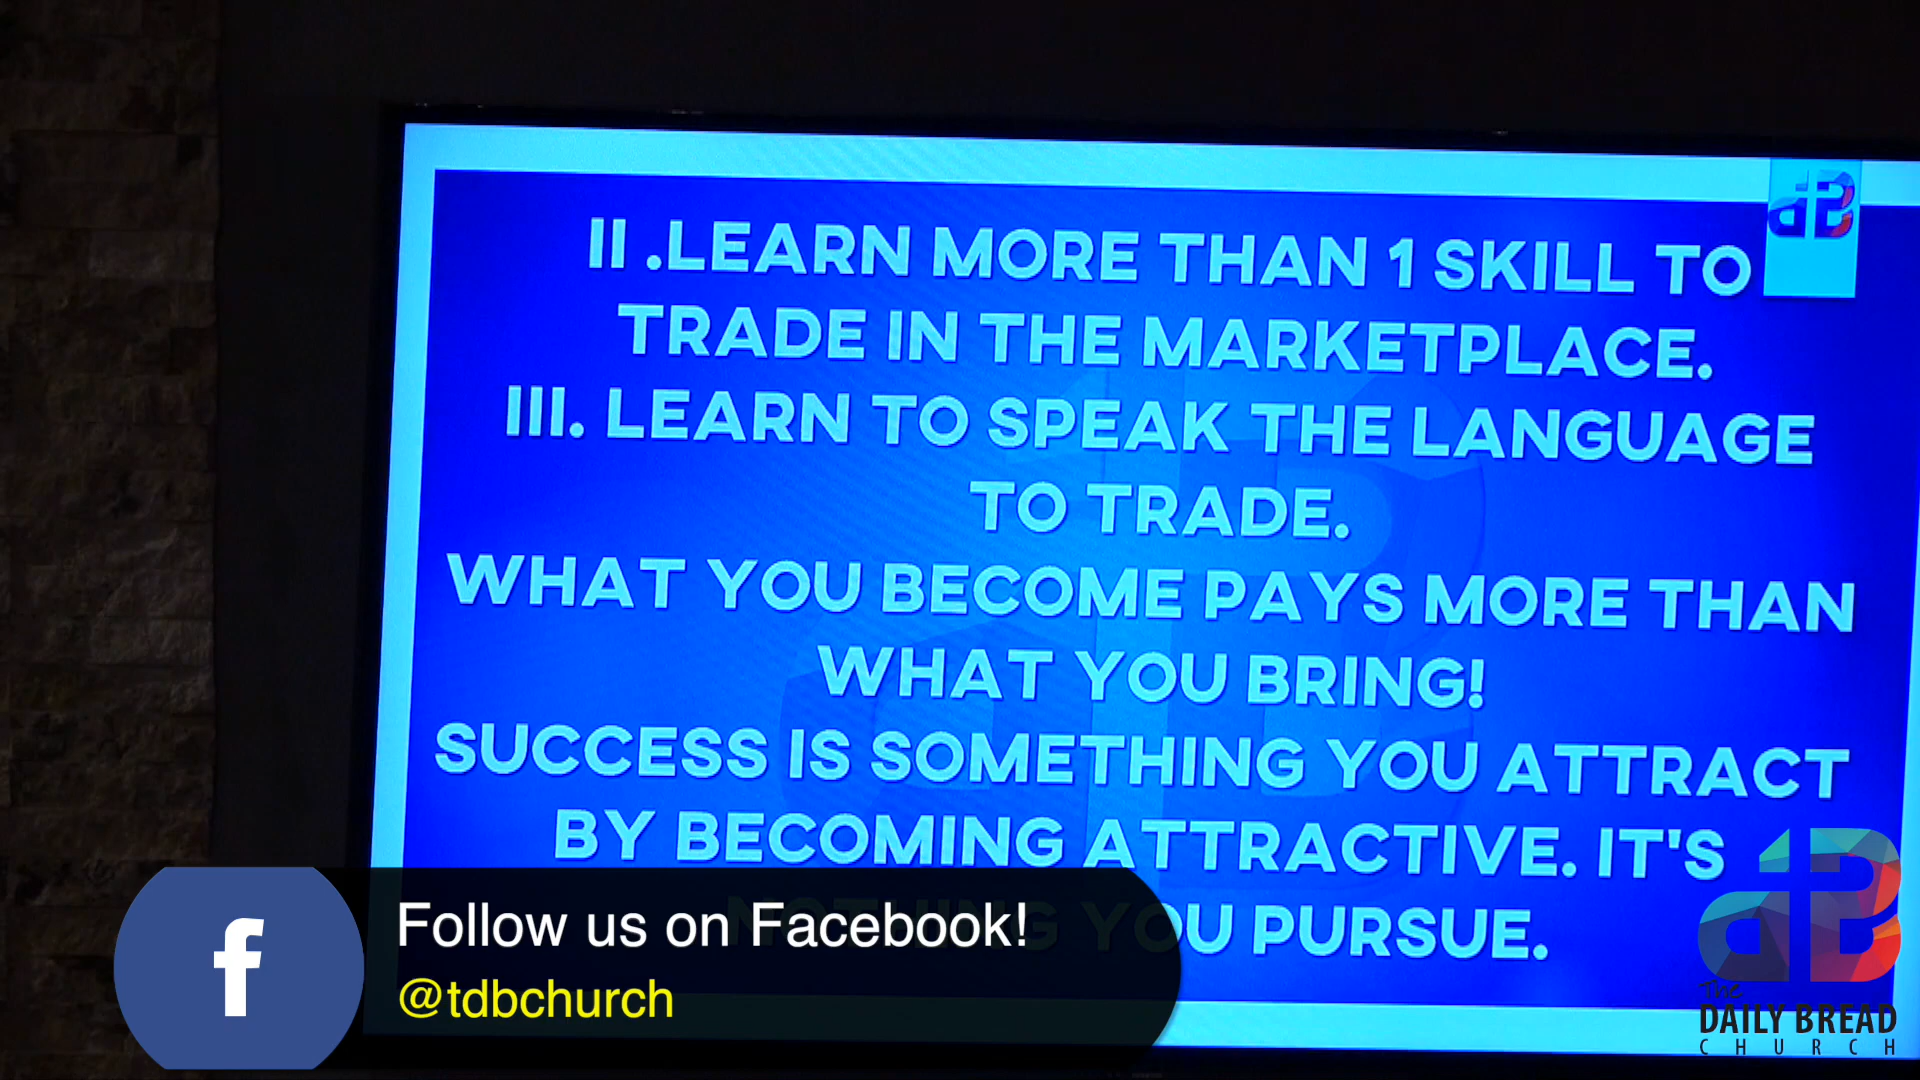 II .LEARN MORE THAN 1 SKILL TO
TRADE IN THE MARKETPLACE.
III. LEARN TO SPEAK THE LANGUAGE
TO TRADE.
WHAT YOU BECOME PAYS MORE THAN
WHAT YOU BRING!
SUCCESS IS SOMETHING YOU ATTRACT
BY BECOMING ATTRACTIVE. IT'S
NOTHING YOU PURSUE.
Follow us on Facebook!
@tdbchurch
The
DAILY BREAD
CHURCH